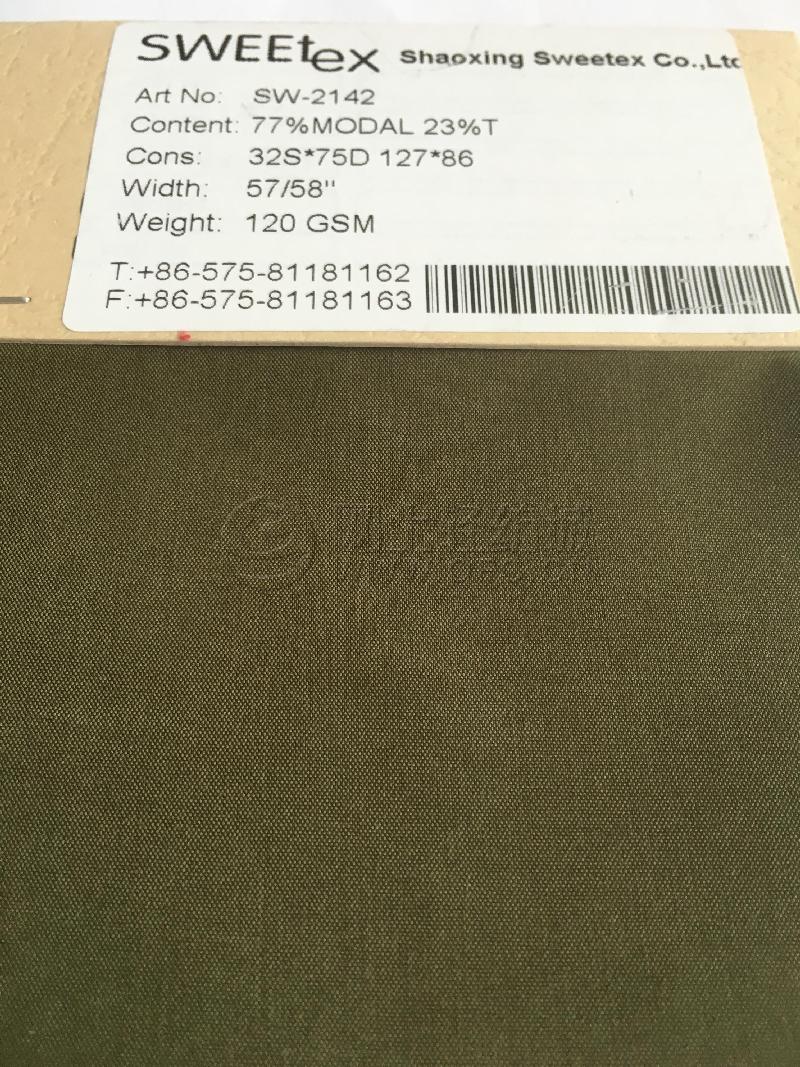 SWEEtex Shaoxing Sweetex Co.,Ltd
Art No: SW-2142
Content: 77%MODAL 23%T
Cons: 32S*75D 127*86
Width: 57/58"
Weight: 120 GSM
T:+86-575-81181162
F:+86-575-81181163